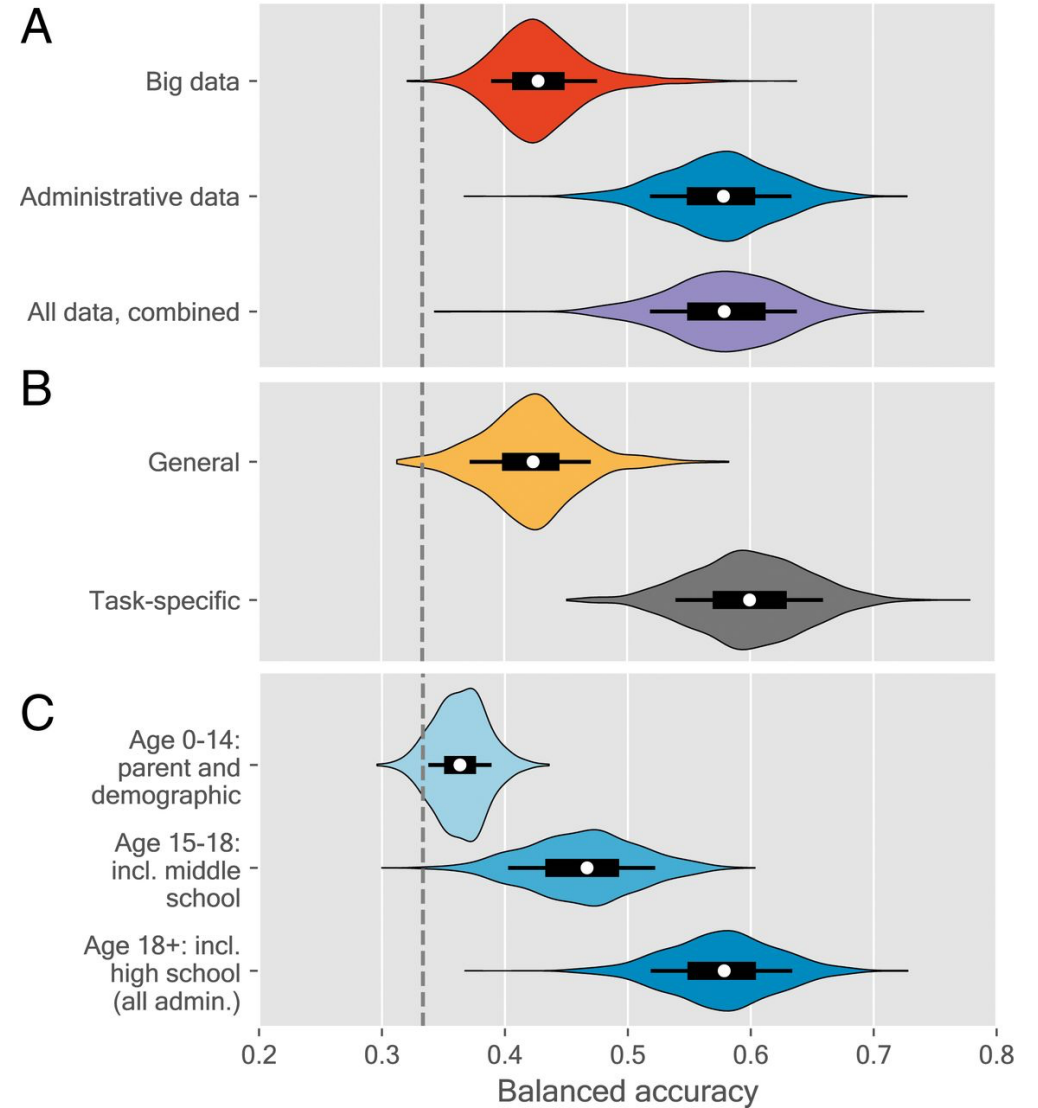 A
Big data
Administrative data
All data, combined
B
General
Task-specific
C
Age 0-14:
parent and
demographic
Age 15-18:
incl. middle
school
Age 18+: incl.
high school
(all admin.)
0.2 0.3 0.4 0.5 0.6 0.7 0.8
Balanced accuracy